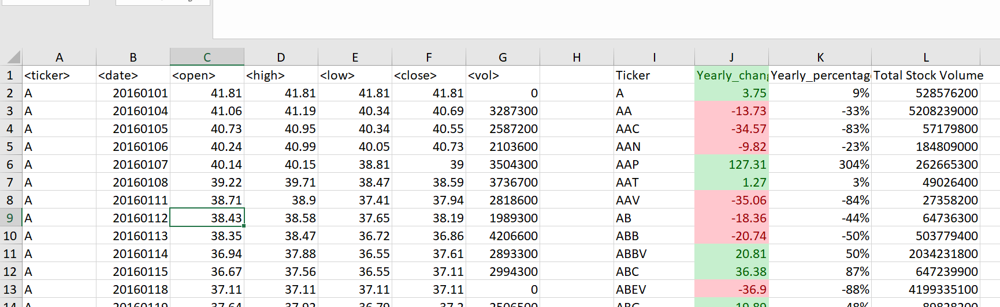 A B C D E F G H I J K L
1 <ticker> <date> <open> <high> <low> <close> <vol> Ticker Yearly_chang Yearly_percentage Total Stock Volume
2 A 20160101 41.81 41.81 41.81 41.81 0 A 3.75 9% 528576200
3 A 20160104 41.06 41.19 40.34 40.69 3287300 AA -13.73 -33% 5208239000
4 A 20160105 40.73 40.95 40.34 40.55 2587200 AAC -34.57 -83% 57179800
5 A 20160106 40.24 40.99 40.05 40.73 2103600 AAN -9.82 -23% 184809000
6 A 20160107 40.14 40.15 38.81 39 3504300 AAP 127.31 304% 262665300
7 A 20160108 39.22 39.71 38.47 38.59 3736700 AAT 1.27 3% 49026400
8 A 20160111 38.71 38.9 37.41 37.94 2818600 AAV -35.06 -84% 27358200
9 A 20160112 38.43 38.58 37.65 38.19 1989300 AB -18.36 -44% 64736300
10 A 20160113 38.35 38.47 36.72 36.86 4206600 ABB -20.74 -50% 503779400
11 A 20160114 36.94 37.88 36.55 37.61 2893300 ABBV 20.81 50% 2034231800
12 A 20160115 36.67 37.56 36.55 37.11 2994300 ABC 36.38 87% 647239900
13 A 20160118 37.11 37.11 37.11 37.11 0 ABEV -36.9 -88% 4199335100
14 A 20160119 37.64 37.92 36.79 37.2 2506500 ABG 19.89 48% 89828200